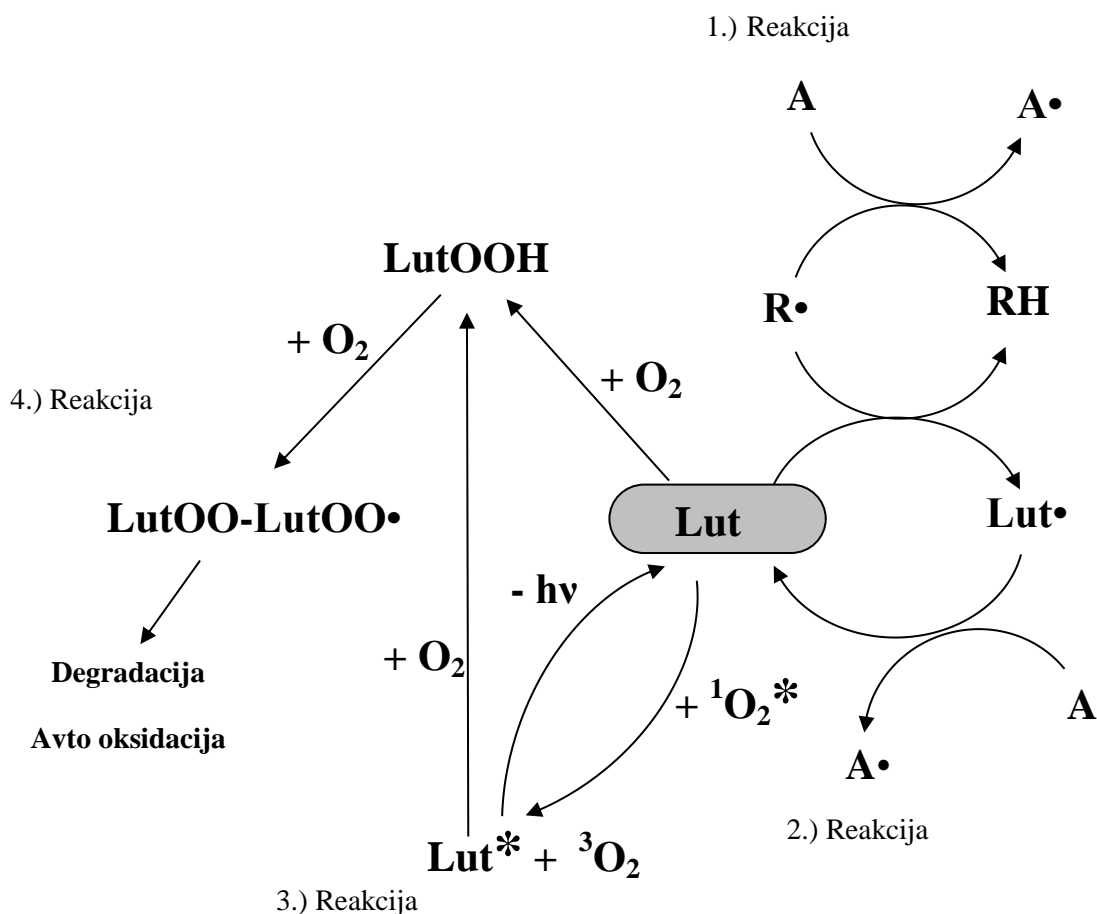 1.) Reakcija
A
A•
LutOOH
R•
RH
+ O₂
+ O₂
4.) Reakcija
LutOO-LutOO•
Lut
Lut•
- hν
Degradacija
+ O₂
+ ¹O₂*
A
Avto oksidacija
A•
2.) Reakcija
Lut* + ³O₂
3.) Reakcija